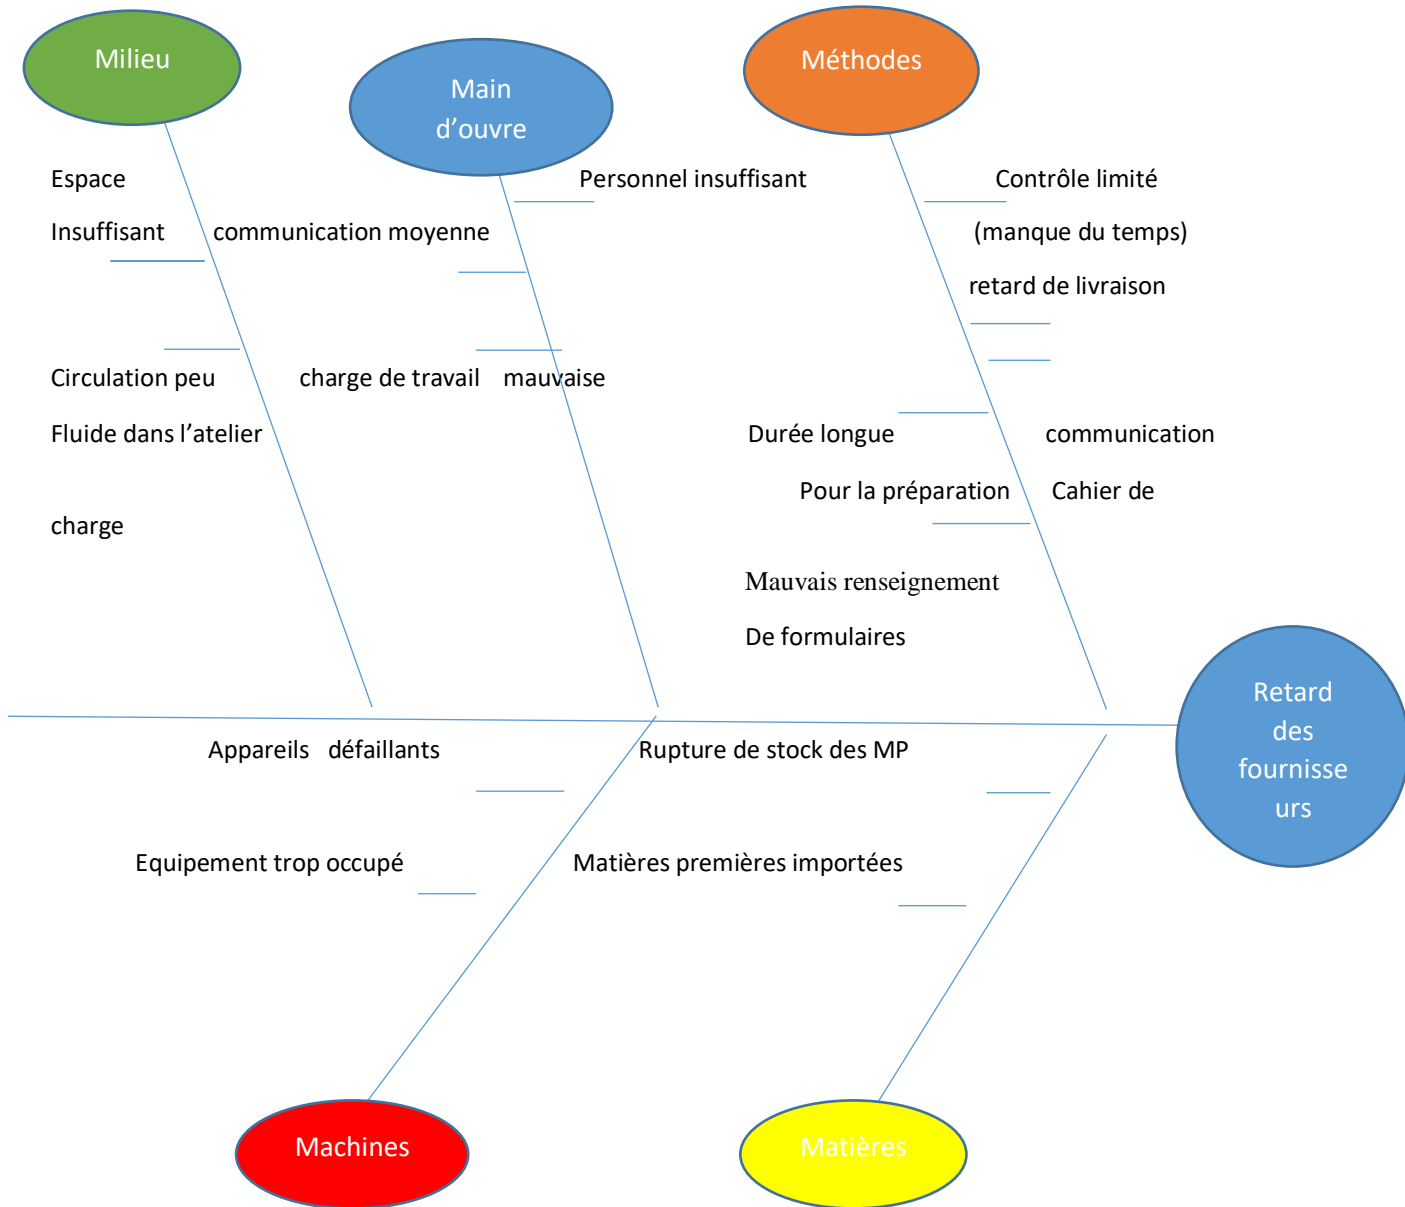 Milieu
Main
d’ouvre
Méthodes
Espace
Personnel insuffisant
Contrôle limité
Insuffisant
communication moyenne
(manque du temps)
retard de livraison
Circulation peu
charge de travail
mauvaise
Fluide dans l’atelier
Durée longue
communication
Pour la préparation
Cahier de
charge
Mauvais renseignement
De formulaires
Retard
des
fournisse
urs
Appareils défaillants
Rupture de stock des MP
Equipement trop occupé
Matières premières importées
Machines
Matières